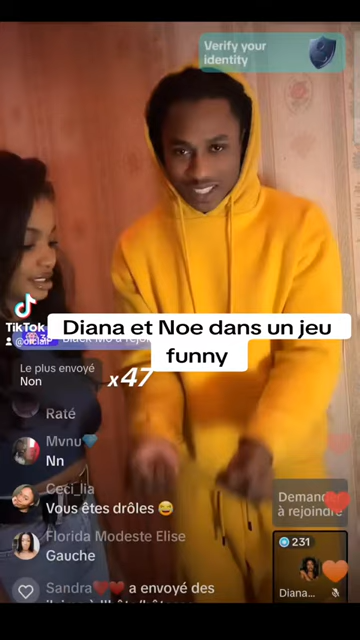 Verify your
identity
Diana et Noe dans un jeu
funny
TikTok
Le plus envoyé
Non
x47
Raté
Mvnu💙
Nn
Ceci_lia
Vous êtes drôles 😂
Florida Modeste Elise
Gauche
Demand
à rejoindre
231
Diana...
Sandra❤️❤️ a envoyé des